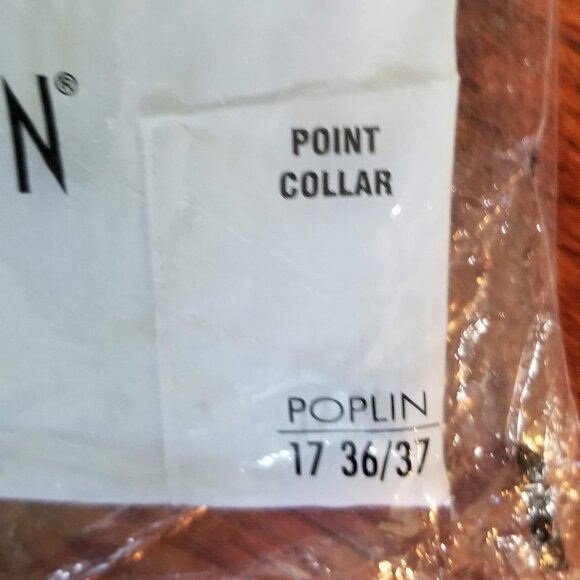 N®
POINT
COLLAR
POPLIN
17 36/37